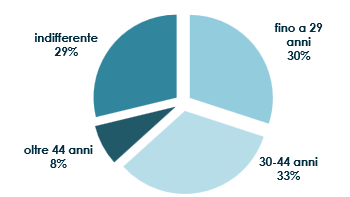 fino a 29
anni
30%
indifferente
29%
oltre 44 anni
8%
30-44 anni
33%